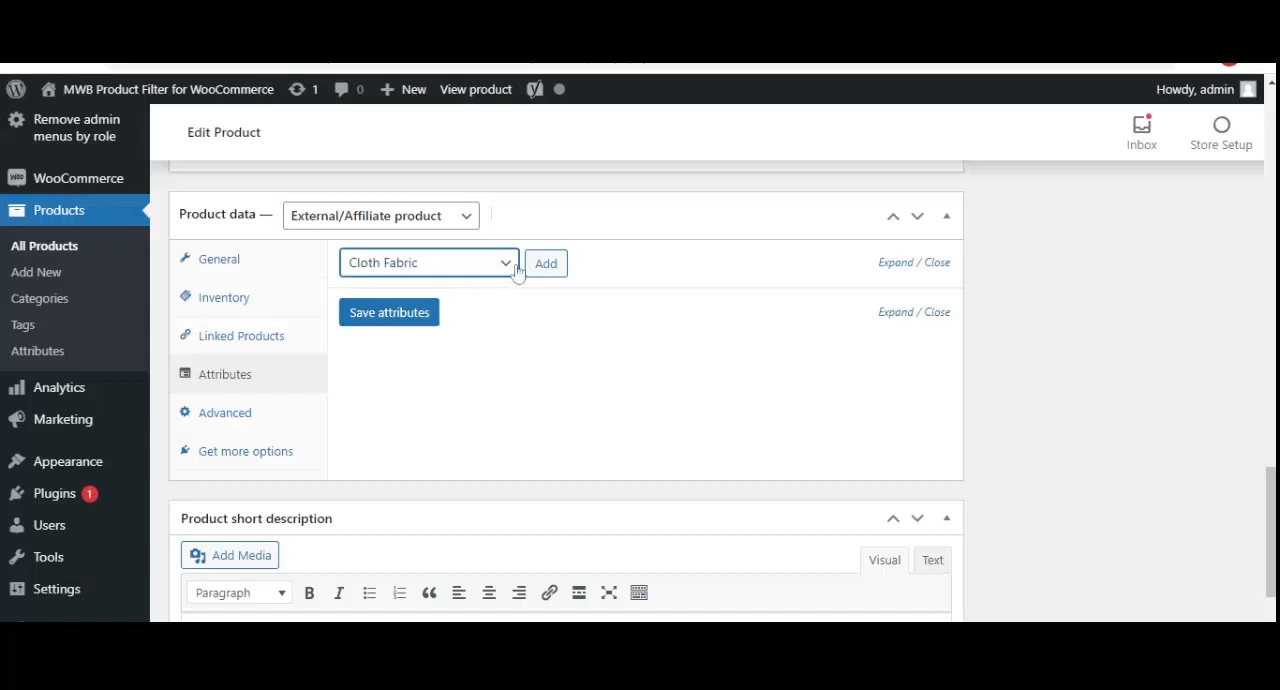 MWB Product Filter for WooCommerce 1 0 New View product Howdy, admin
Remove admin
menus by role
WooCommerce
Products
All Products
Add New
Categories
Tags
Attributes
Analytics
Marketing
Appearance
Plugins 1
Users
Tools
Settings
Edit Product
Inbox
Store Setup
Product data — External/Affiliate product
General
Inventory
Linked Products
Attributes
Advanced
Get more options
Cloth Fabric Add Expand / Close
Save attributes Expand / Close
Product short description
Add Media Visual Text
Paragraph B I